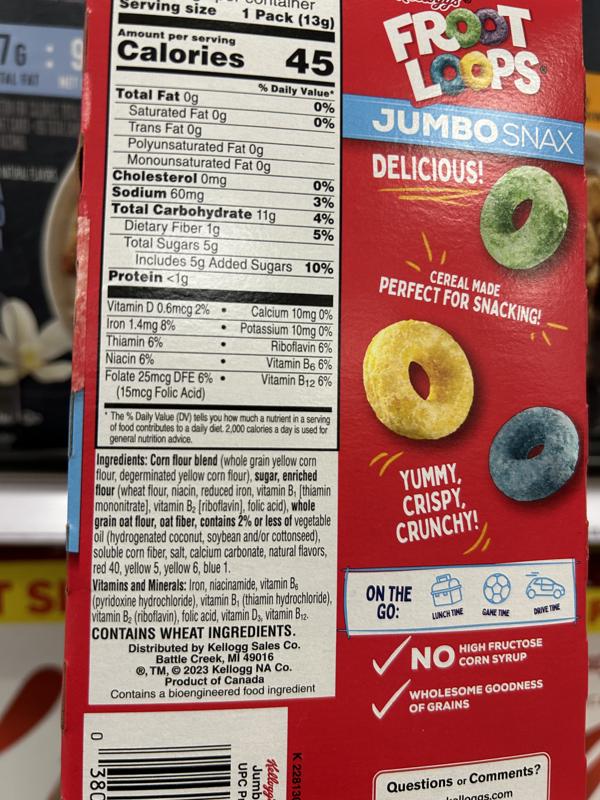 per container
Serving size 1 Pack (13g)
Amount per serving
Calories 45
% Daily Value*
Total Fat 0g 0%
Saturated Fat 0g 0%
Trans Fat 0g
Polyunsaturated Fat 0g
Monounsaturated Fat 0g
Cholesterol 0mg 0%
Sodium 60mg 3%
Total Carbohydrate 11g 4%
Dietary Fiber 1g 5%
Total Sugars 5g
Includes 5g Added Sugars 10%
Protein <1g
Vitamin D 0.6mcg 2% • Calcium 10mg 0%
Iron 1.4mg 8% • Potassium 10mg 0%
Thiamin 6% • Riboflavin 6%
Niacin 6% • Vitamin B6 6%
Folate 25mcg DFE 6% • Vitamin B12 6%
(15mcg Folic Acid)
* The % Daily Value (DV) tells you how much a nutrient in a serving
of food contributes to a daily diet. 2,000 calories a day is used for
general nutrition advice.
Ingredients: Corn flour blend (whole grain yellow corn
flour, degerminated yellow corn flour), sugar, enriched
flour (wheat flour, niacin, reduced iron, vitamin B1 [thiamin
mononitrate], vitamin B2 [riboflavin], folic acid), whole
grain oat flour, oat fiber, contains 2% or less of vegetable
oil (hydrogenated coconut, soybean and/or cottonseed),
soluble corn fiber, salt, calcium carbonate, natural flavors,
red 40, yellow 5, yellow 6, blue 1.
Vitamins and Minerals: Iron, niacinamide, vitamin B6
(pyridoxine hydrochloride), vitamin B1 (thiamin hydrochloride),
vitamin B2 (riboflavin), folic acid, vitamin D3, vitamin B12.
CONTAINS WHEAT INGREDIENTS.
Distributed by Kellogg Sales Co.
Battle Creek, MI 49016
®, TM, © 2023 Kellogg NA Co.
Product of Canada
Contains a bioengineered food ingredient
0 380
Kellogg's
Jumb
UPC P
K 22813
Kellogg's
FROOT
LOOPS®
JUMBO SNAX
DELICIOUS!
CEREAL MADE
PERFECT FOR SNACKING!
YUMMY,
CRISPY,
CRUNCHY!
ON THE
GO:
LUNCH TIME
GAME TIME
DRIVE TIME
NO HIGH FRUCTOSE
CORN SYRUP
WHOLESOME GOODNESS
OF GRAINS
Questions or Comments?
kelloggs.com
7G